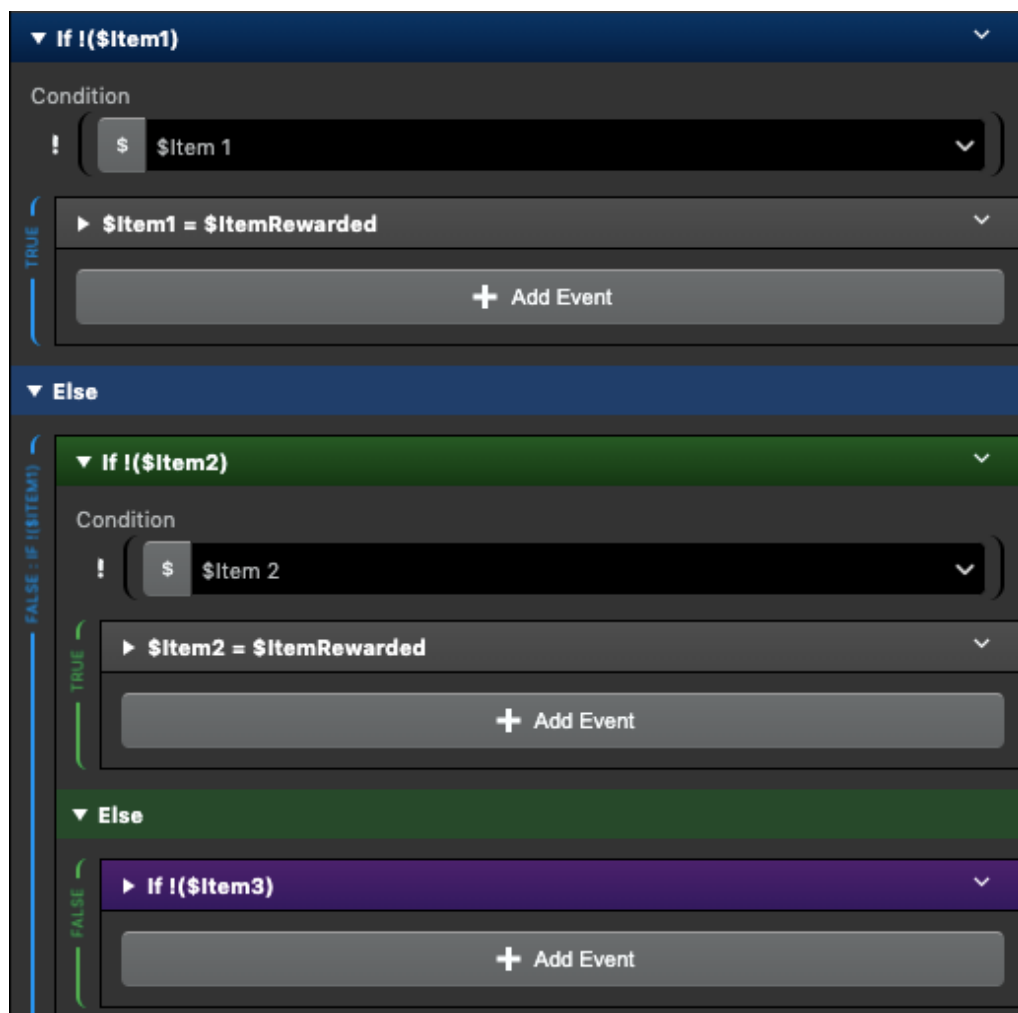 ▼ If !($Item1)
Condition
! ( $ $Item 1 )
TRUE
▶ $Item1 = $ItemRewarded
+ Add Event
▼ Else
FALSE : IF !($ITEM1)
▼ If !($Item2)
Condition
! ( $ $Item 2 )
TRUE
▶ $Item2 = $ItemRewarded
+ Add Event
▼ Else
FALSE
▶ If !($Item3)
+ Add Event